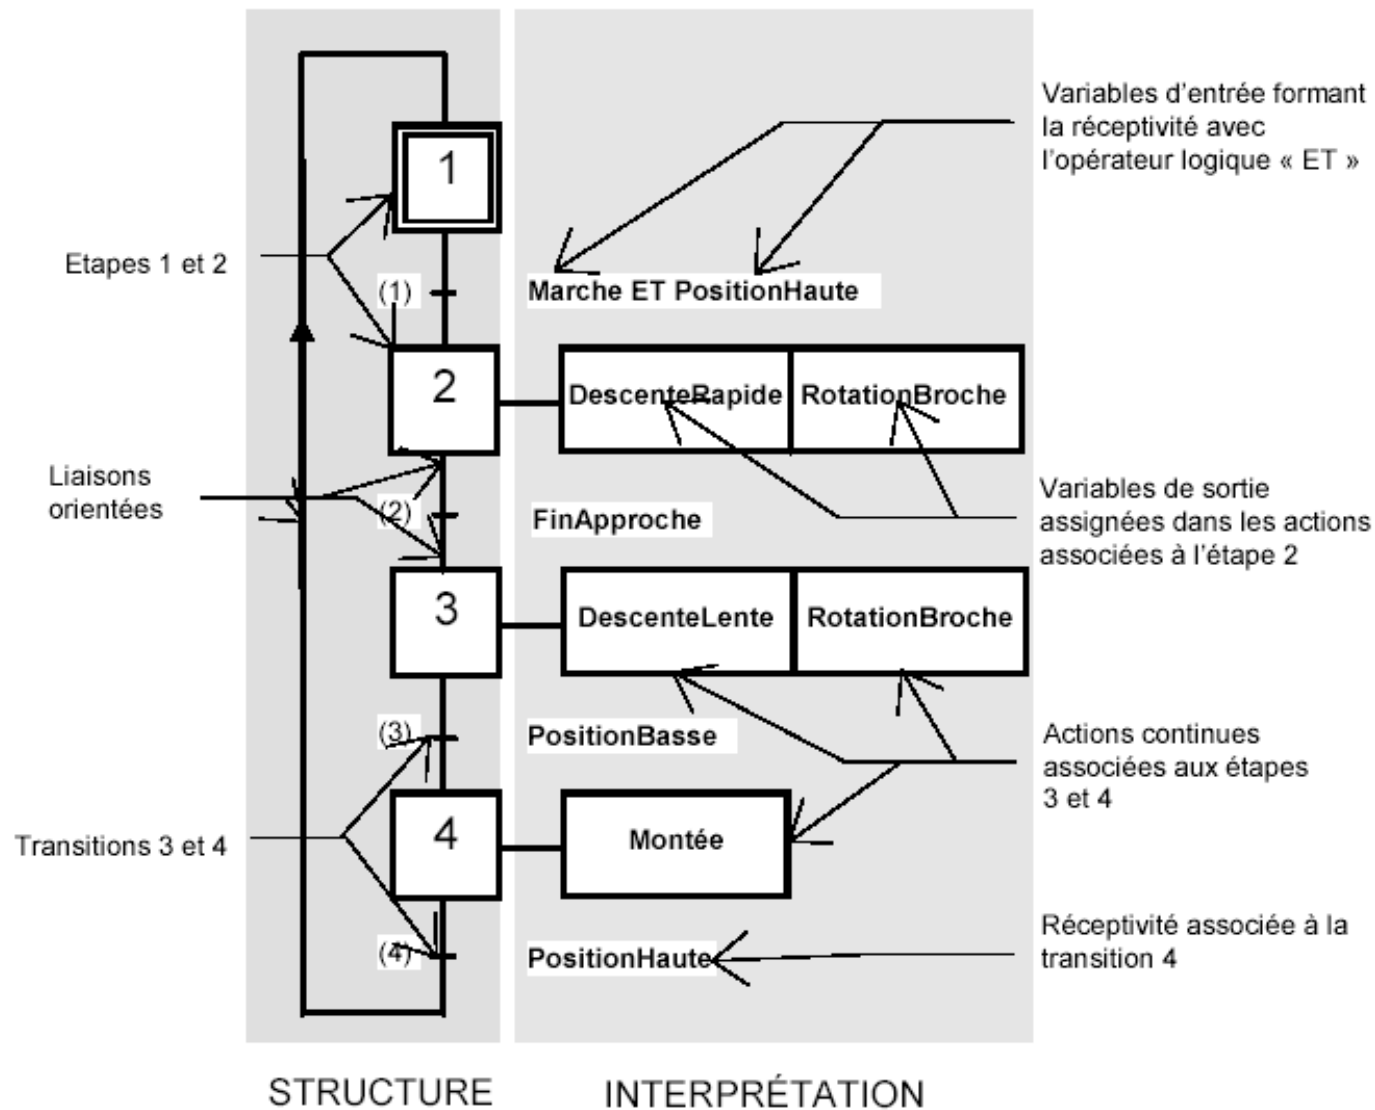 Variables d'entrée formant
la réceptivité avec
l'opérateur logique « ET »
1
Etapes 1 et 2
(1)
Marche ET PositionHaute
2
DescenteRapide
RotationBroche
Liaisons
orientées
(2)
FinApproche
Variables de sortie
assignées dans les actions
associées à l'étape 2
3
DescenteLente
RotationBroche
(3)
PositionBasse
Actions continues
associées aux étapes
3 et 4
Transitions 3 et 4
4
Montée
(4)
PositionHaute
Réceptivité associée à la
transition 4
STRUCTURE
INTERPRÉTATION